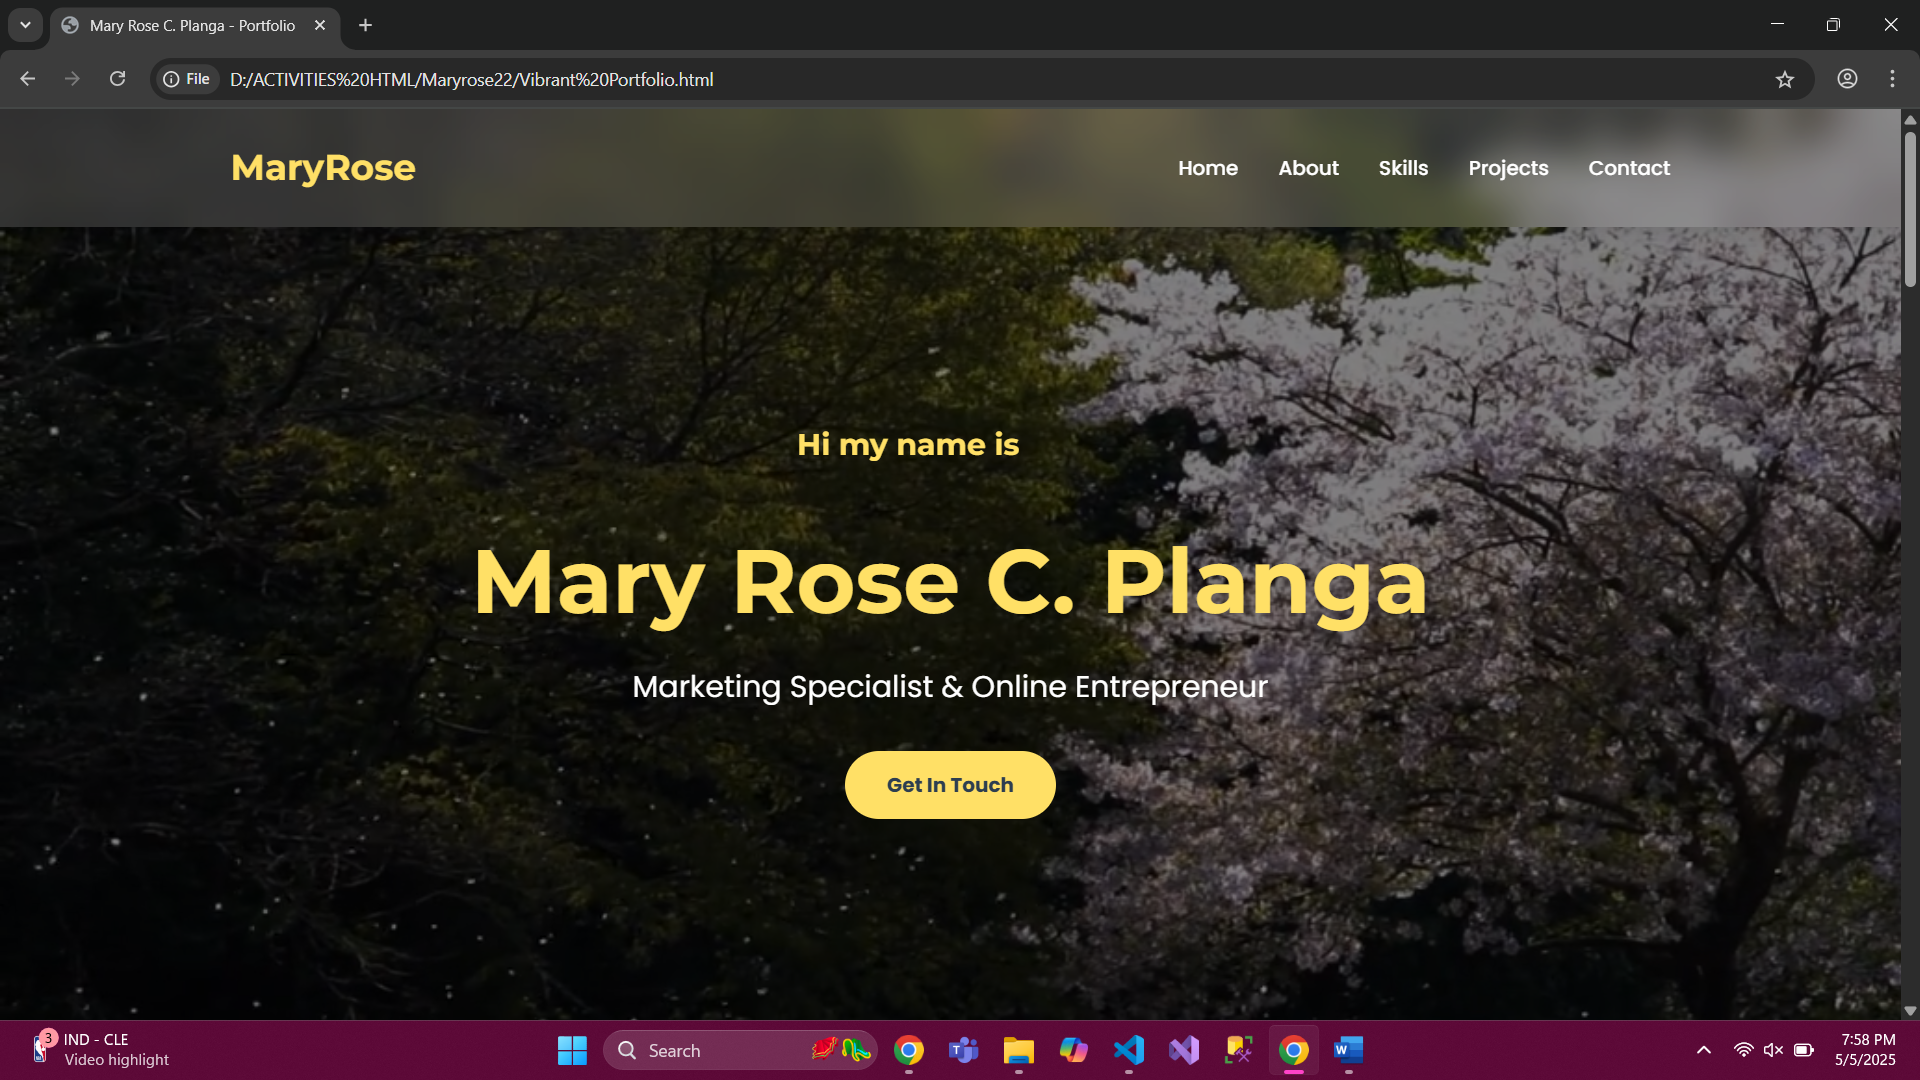 Mary Rose C. Planga - Portfolio
File
D:/ACTIVITIES%20HTML/Maryrose22/Vibrant%20Portfolio.html
MaryRose
Home About Skills Projects Contact
Hi my name is
Mary Rose C. Planga
Marketing Specialist & Online Entrepreneur
Get In Touch
3
IND - CLE
Video highlight
Search
7:58 PM
5/5/2025